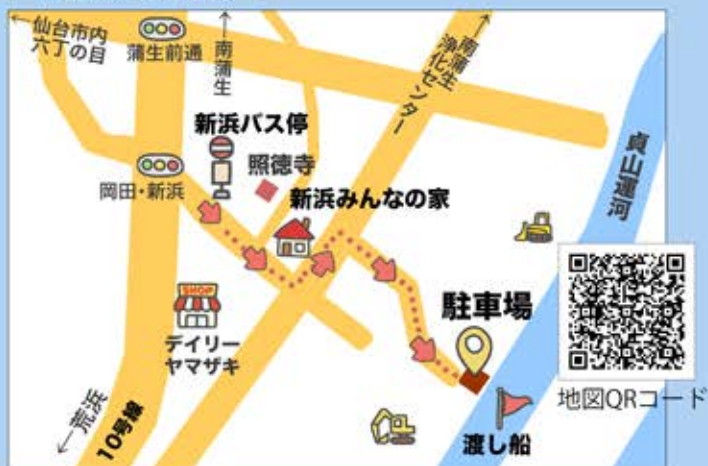 ←仙台市内
六丁の目
蒲生前通
←南蒲生
←南蒲生
浄化センター
新浜バス停
照徳寺
岡田・新浜
新浜みんなの家
貞山運河
SHOP
デイリー
ヤマザキ
駐車場
地図QRコード
←荒浜
10号線
渡し船